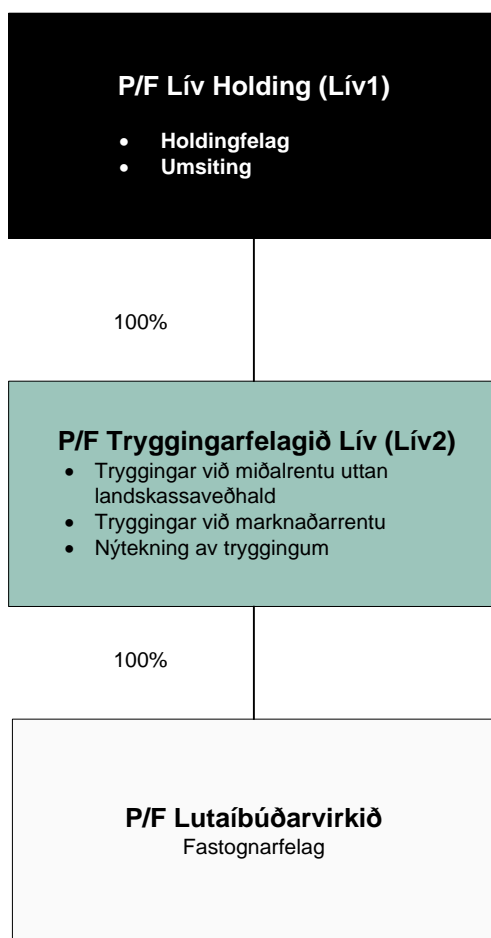 P/F Lív Holding (Lív1)
• Holdingfelag
• Umsiting
100%
P/F Tryggingarfelagið Lív (Lív2)
• Tryggingar við miðalrentu uttan
landskassaveðhald
• Tryggingar við marknaðarrentu
• Nýtekning av tryggingum
100%
P/F Lutaíbúðarvirkið
Fastognarfelag